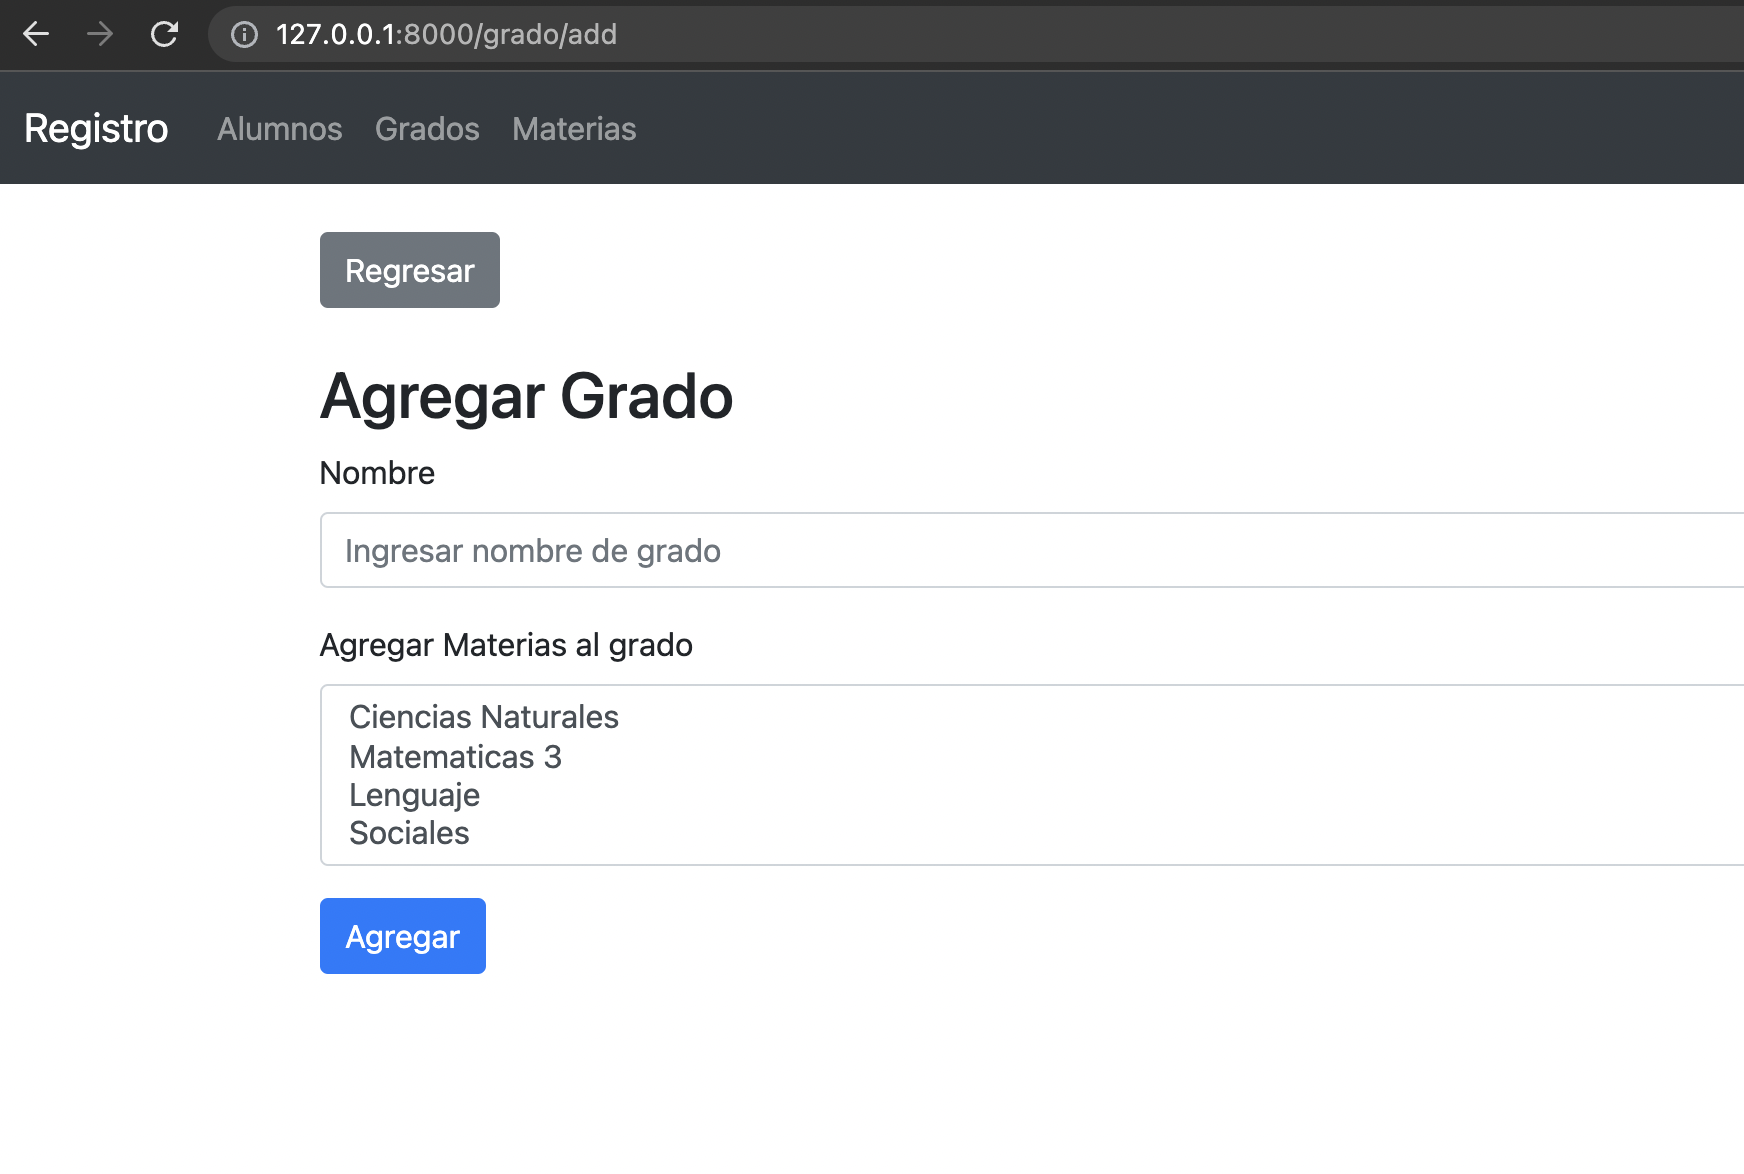 127.0.0.1:8000/grado/add
Registro Alumnos Grados Materias
Regresar
Agregar Grado
Nombre
Ingresar nombre de grado
Agregar Materias al grado
Ciencias Naturales
Matematicas 3
Lenguaje
Sociales
Agregar